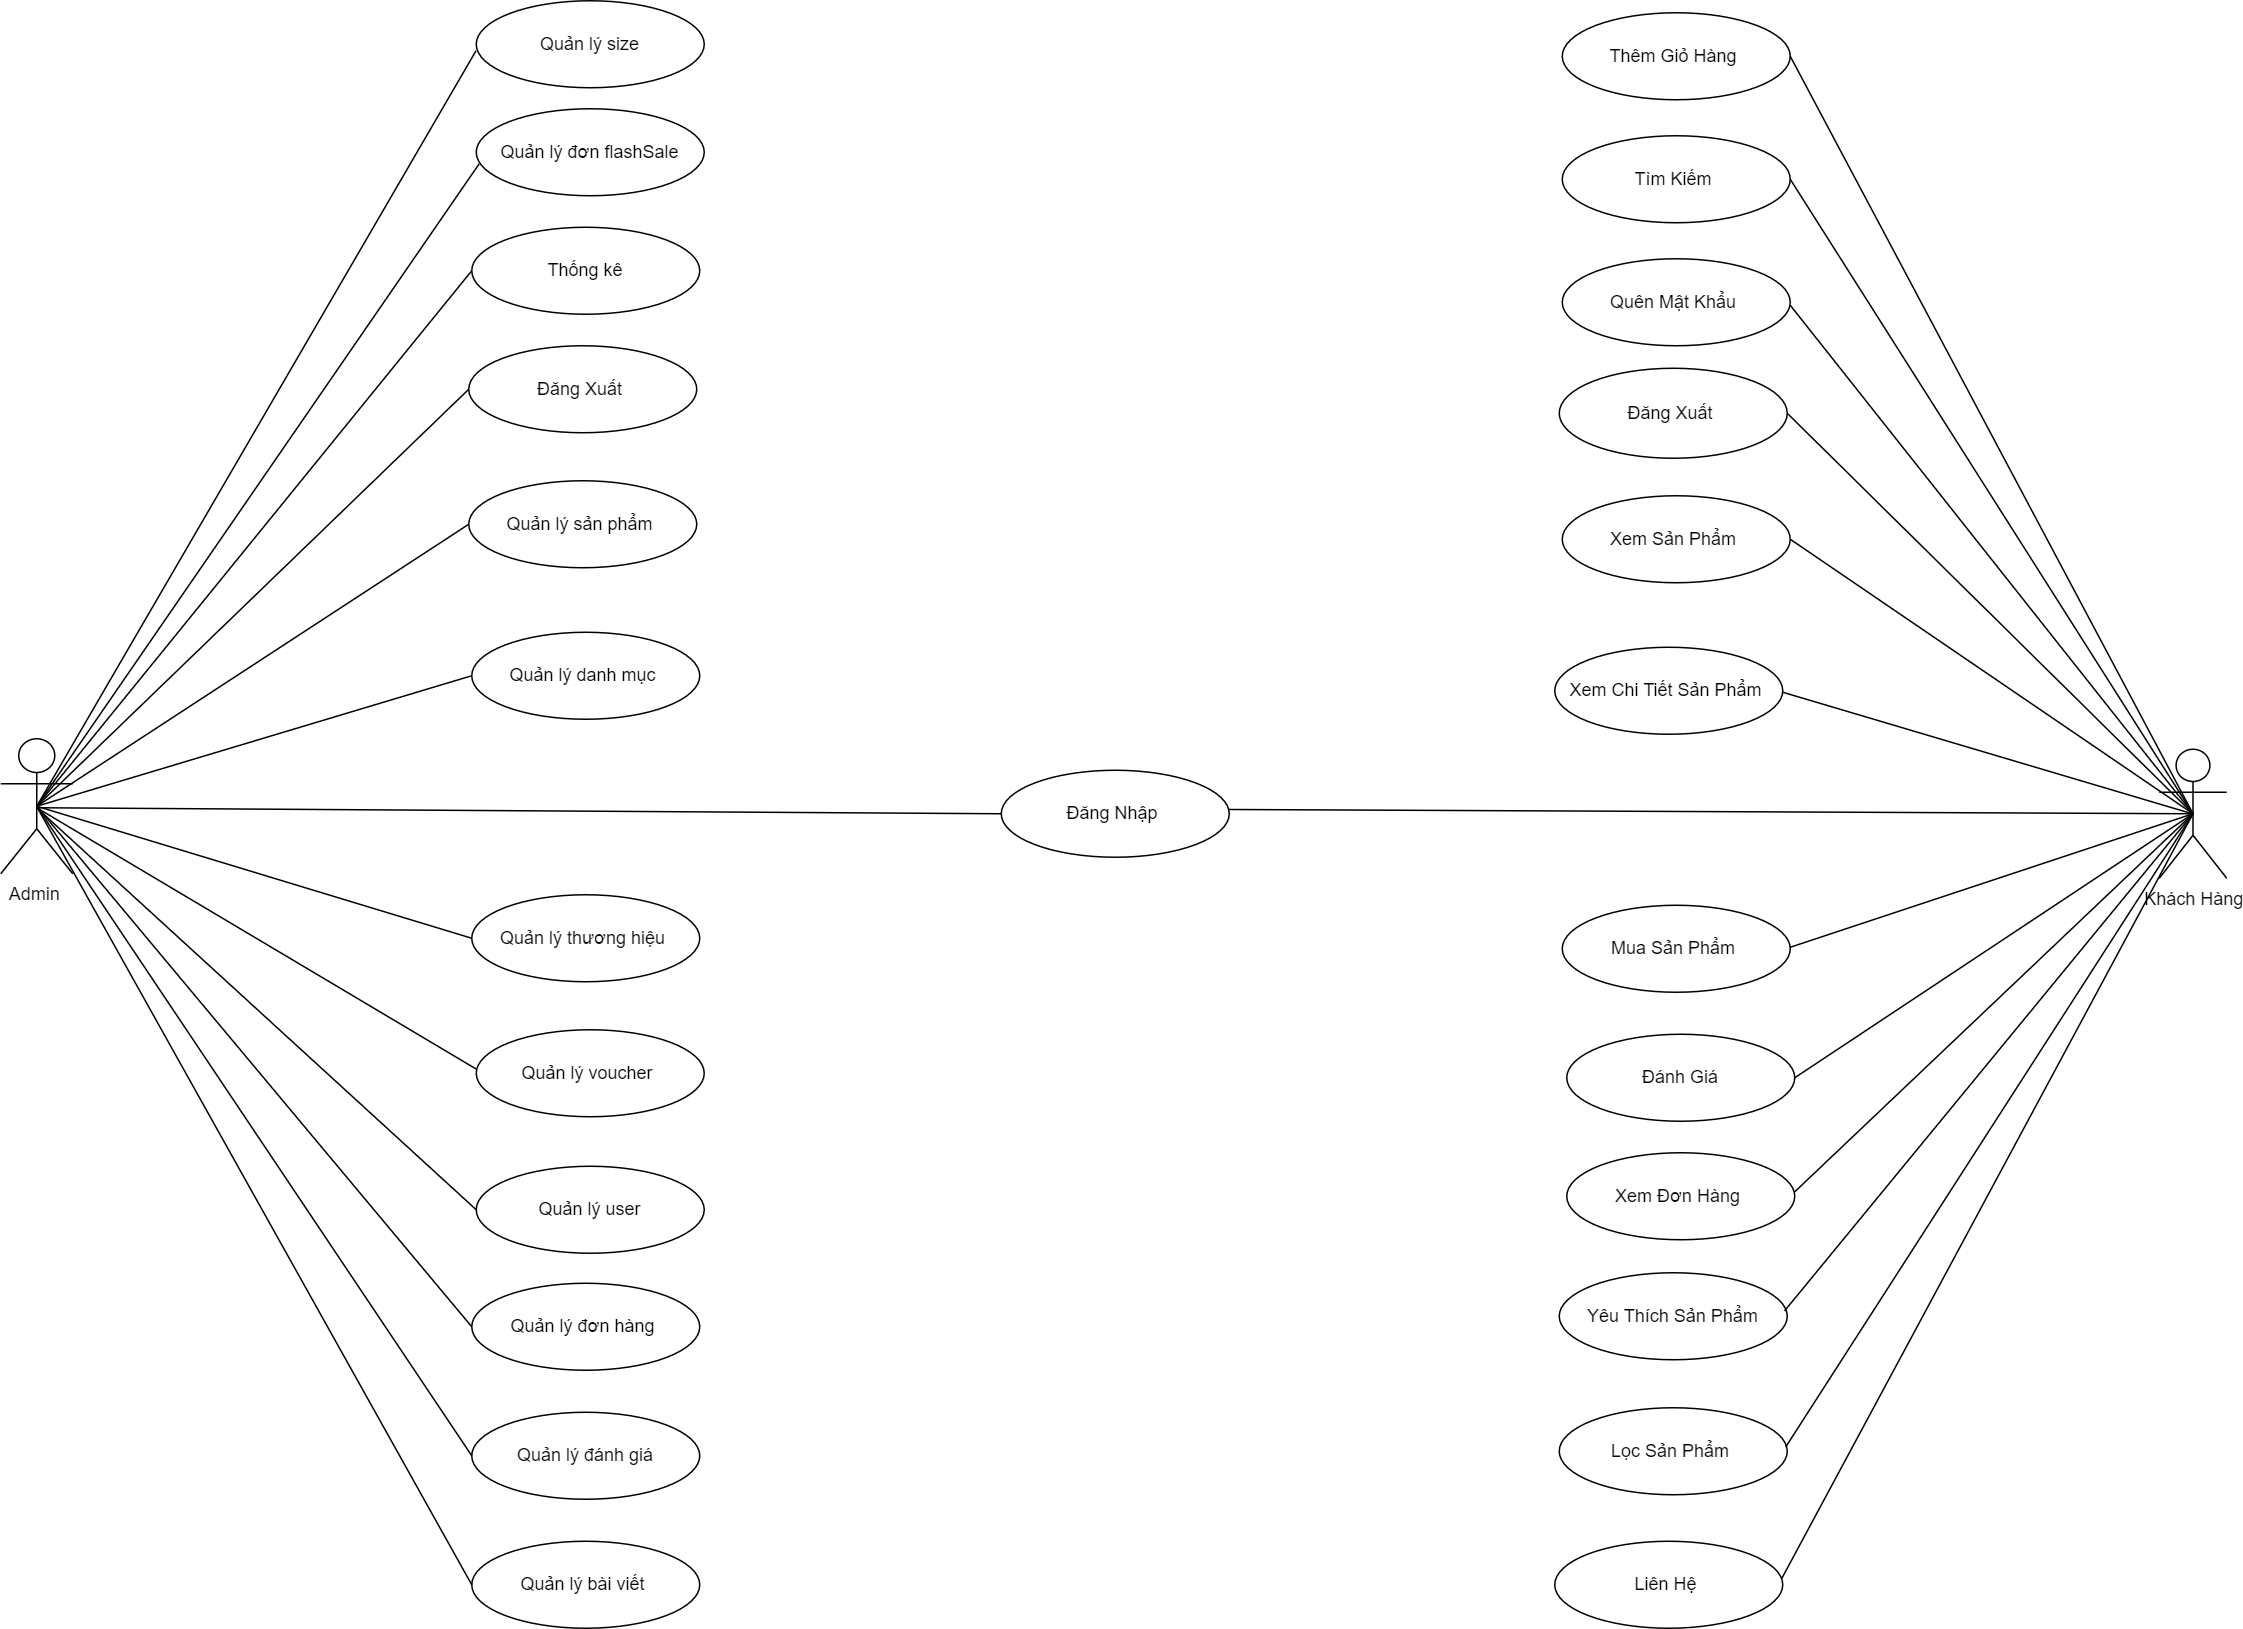 Quản lý size
Quản lý đơn flashSale
Thống kê
Đăng Xuất
Quản lý sản phẩm
Quản lý danh mục
Admin
Quản lý thương hiệu
Quản lý voucher
Quản lý user
Quản lý đơn hàng
Quản lý đánh giá
Quản lý bài viết
Đăng Nhập
Thêm Giỏ Hàng
Tìm Kiếm
Quên Mật Khẩu
Đăng Xuất
Xem Sản Phẩm
Xem Chi Tiết Sản Phẩm
Khách Hàng
Mua Sản Phẩm
Đánh Giá
Xem Đơn Hàng
Yêu Thích Sản Phẩm
Lọc Sản Phẩm
Liên Hệ